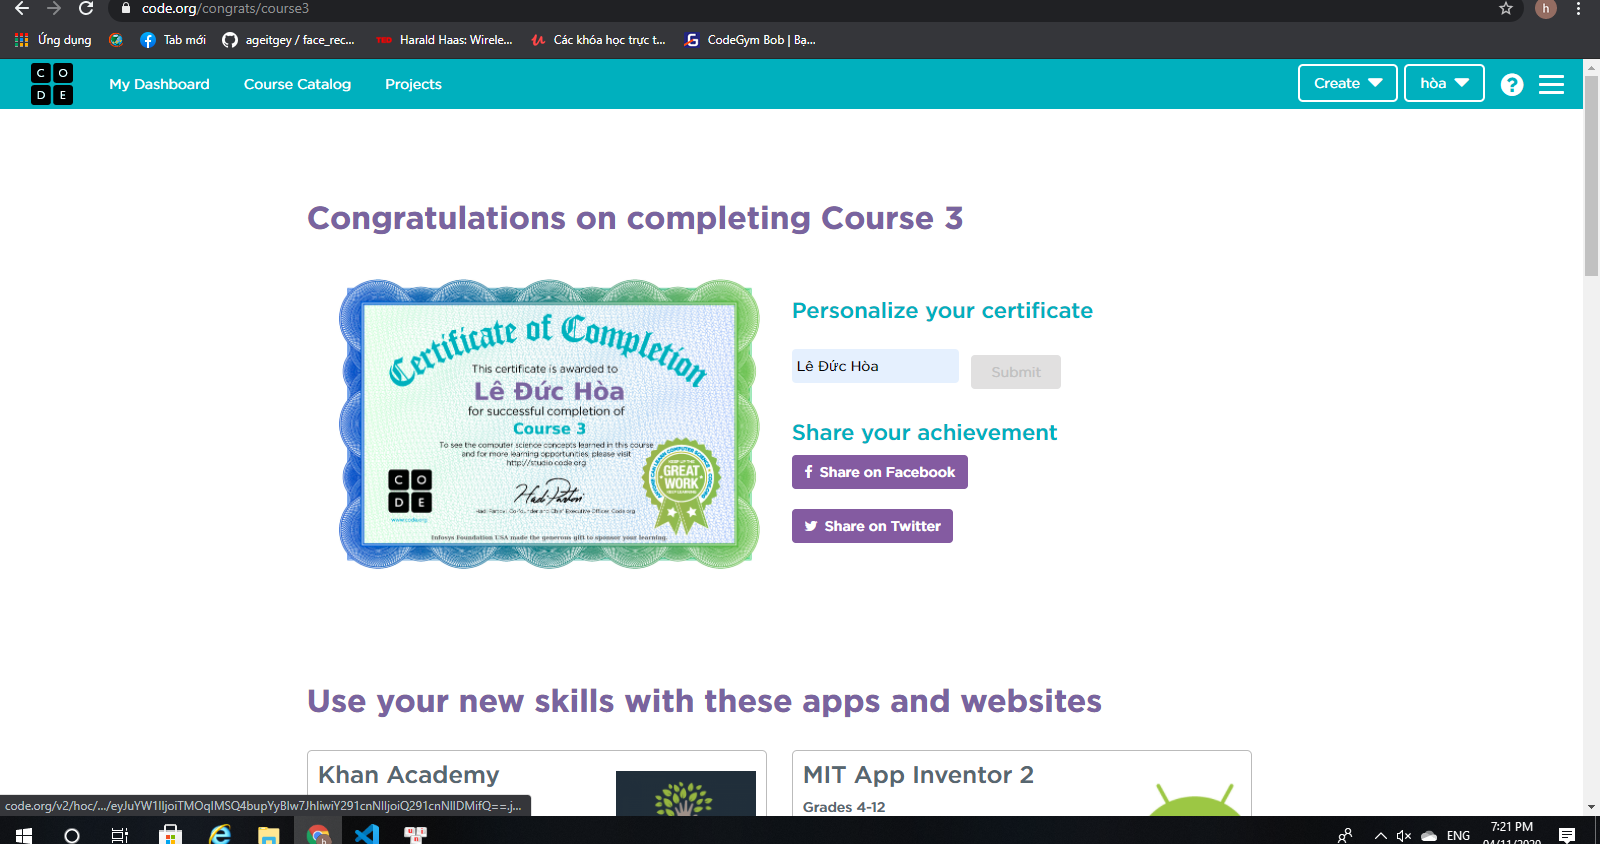 code.org/congrats/course3
Ứng dụng
Tab mới
ageitgey / face_rec...
TED
Harald Haas: Wirele...
Các khóa học trực t...
CodeGym Bob | Bạ...
C O
D E
My Dashboard
Course Catalog
Projects
Create
hòa
?
h
Congratulations on completing Course 3
Certificate of Completion
This certificate is awarded to
Lê Đức Hòa
for successful completion of
Course 3
To see the computer science concepts learned in this course
and for more learning opportunities, please visit
http://studio.code.org
C O
D E
www.code.org
GREAT
WORK
Hadi Partovi, Co-founder and Chief Executive Officer, Code.org
Infosys Foundation USA made the generous gift to sponsor your learning.
Personalize your certificate
Lê Đức Hòa
Submit
Share your achievement
Share on Facebook
Share on Twitter
Use your new skills with these apps and websites
Khan Academy
MIT App Inventor 2
Grades 4-12
ENG
7:21 PM
04/11/2020